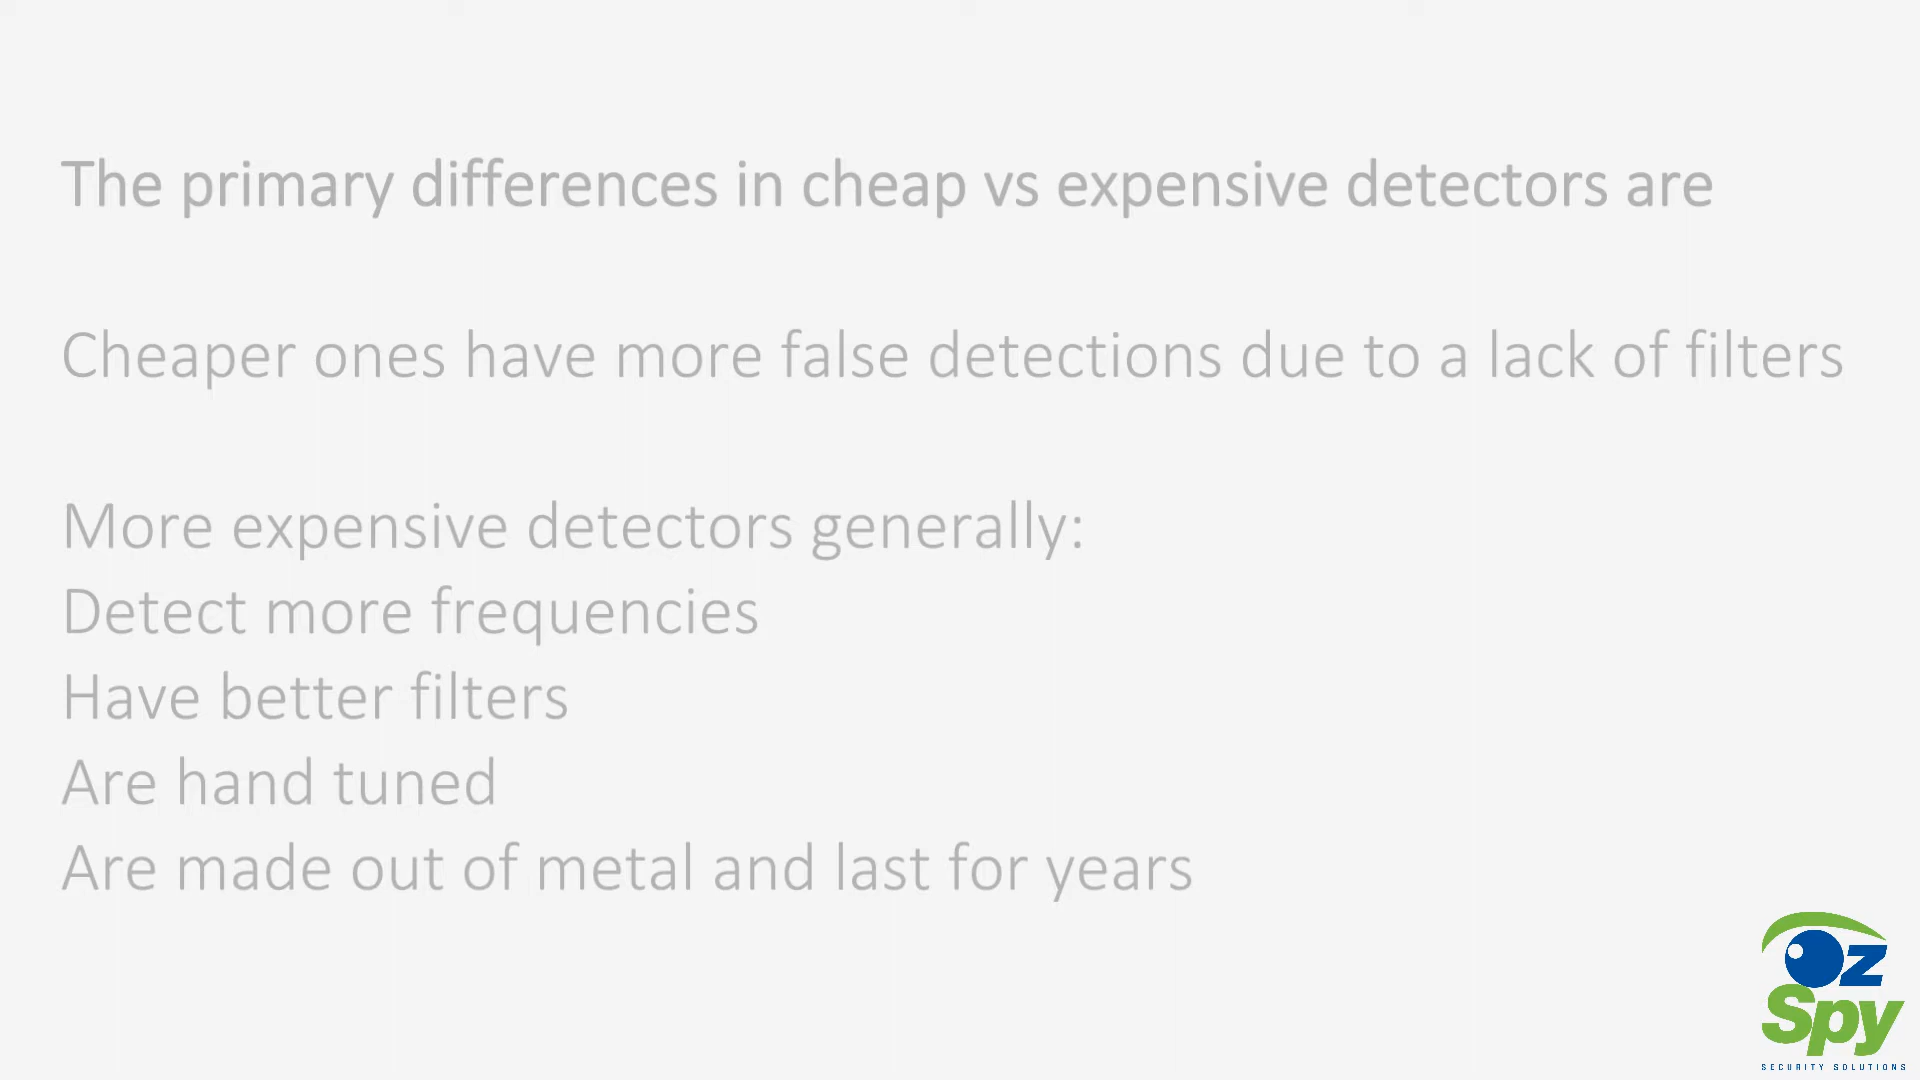 The primary differences in cheap vs expensive detectors are
Cheaper ones have more false detections due to a lack of filters
More expensive detectors generally:
Detect more frequencies
Have better filters
Are hand tuned
Are made out of metal and last for years
Oz
Spy
SECURITY SOLUTIONS